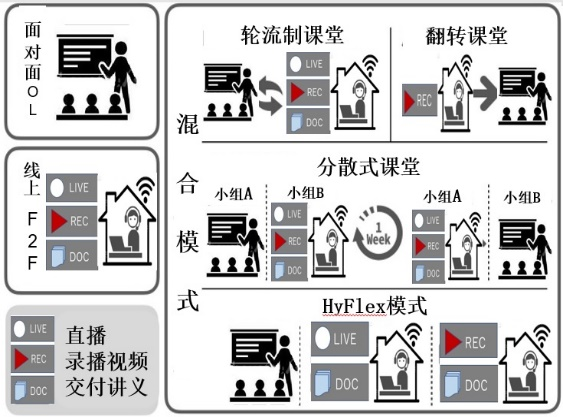 面对面OL
线上F2F
LIVE
REC
DOC
LIVE
直播
REC
录播视频
DOC
交付讲义
混合模式
轮流制课堂
LIVE
REC
DOC
翻转课堂
REC
分散式课堂
小组A
小组B
LIVE
REC
DOC
1
Week
小组A
小组B
LIVE
REC
DOC
HyFlex模式
LIVE
DOC
REC
DOC